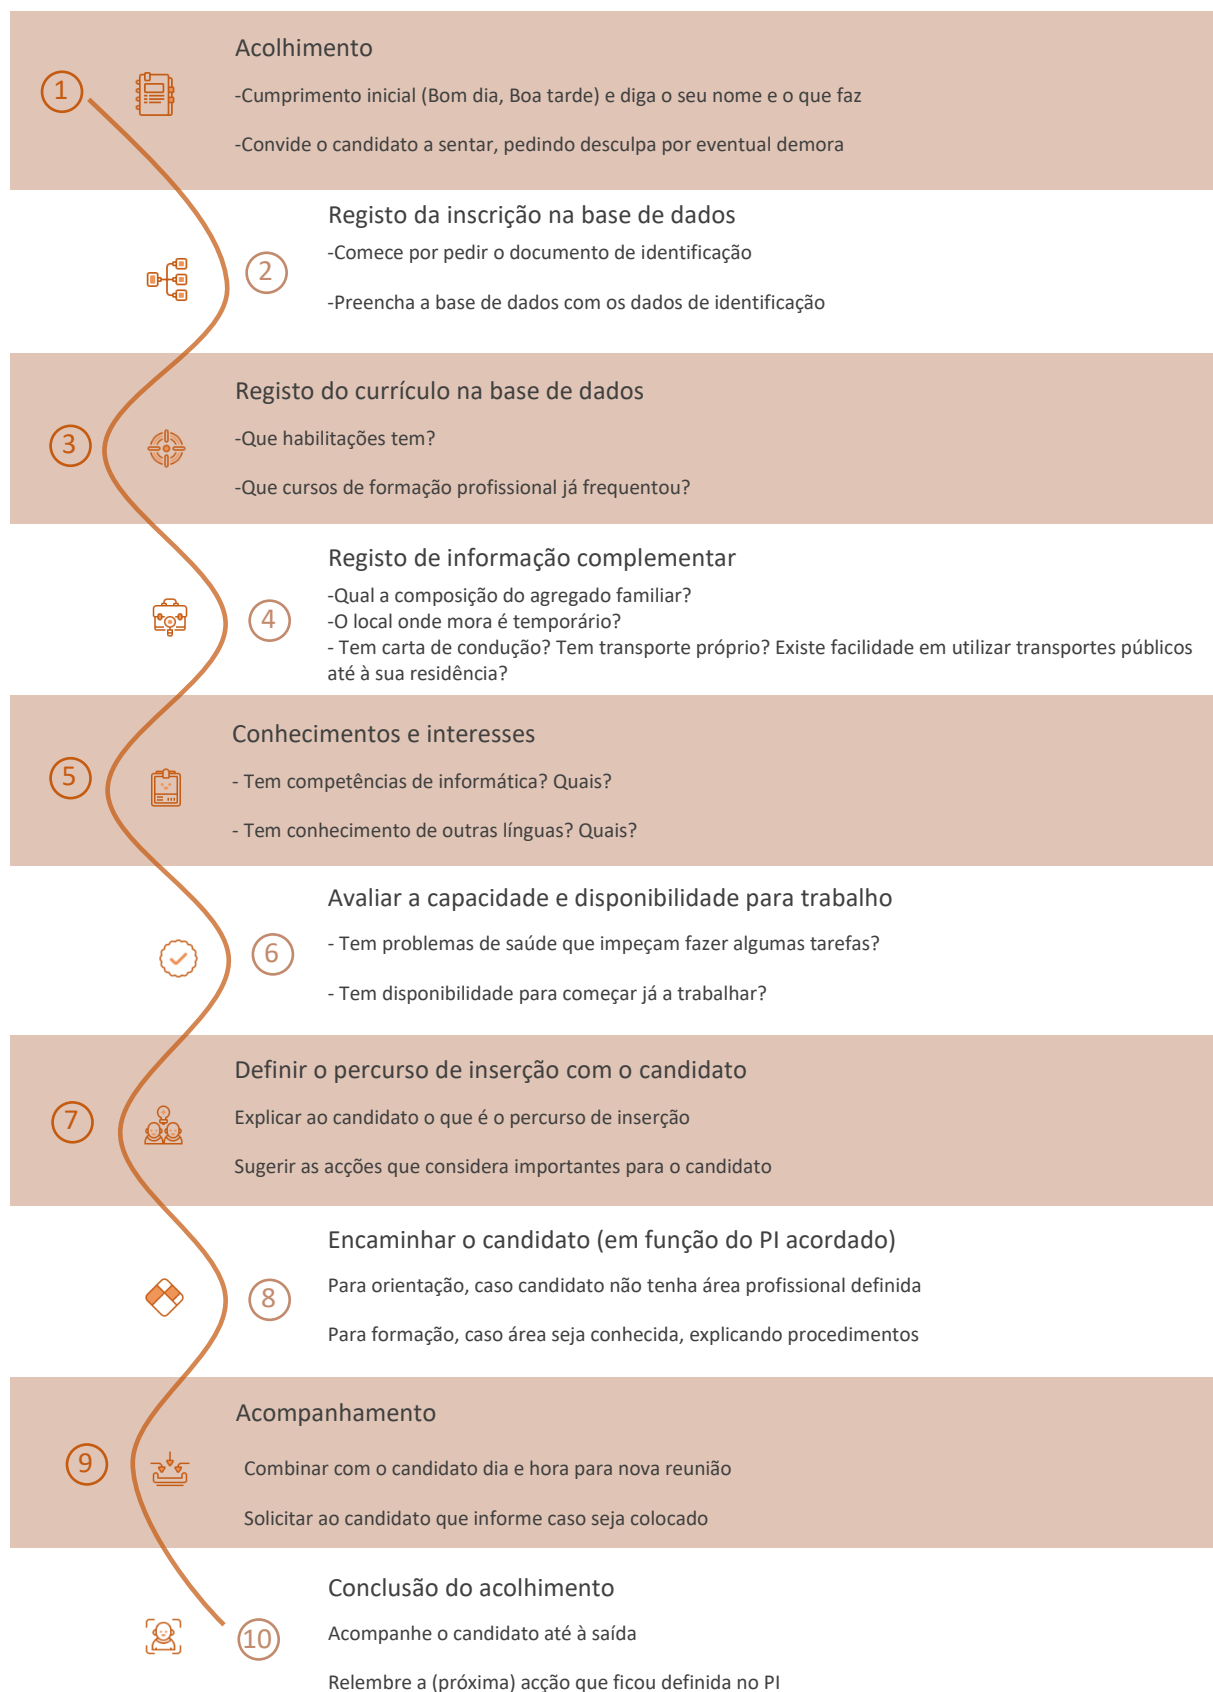 1
Acolhimento
-Cumprimento inicial (Bom dia, Boa tarde) e diga o seu nome e o que faz
-Convide o candidato a sentar, pedindo desculpa por eventual demora
2
Registo da inscrição na base de dados
-Comece por pedir o documento de identificação
-Preencha a base de dados com os dados de identificação
3
Registo do currículo na base de dados
-Que habilitações tem?
-Que cursos de formação profissional já frequentou?
4
Registo de informação complementar
-Qual a composição do agregado familiar?
-O local onde mora é temporário?
- Tem carta de condução? Tem transporte próprio? Existe facilidade em utilizar transportes públicos
até à sua residência?
5
Conhecimentos e interesses
- Tem competências de informática? Quais?
- Tem conhecimento de outras línguas? Quais?
6
Avaliar a capacidade e disponibilidade para trabalho
- Tem problemas de saúde que impeçam fazer algumas tarefas?
- Tem disponibilidade para começar já a trabalhar?
7
Definir o percurso de inserção com o candidato
Explicar ao candidato o que é o percurso de inserção
Sugerir as acções que considera importantes para o candidato
8
Encaminhar o candidato (em função do PI acordado)
Para orientação, caso candidato não tenha área profissional definida
Para formação, caso área seja conhecida, explicando procedimentos
9
Acompanhamento
Combinar com o candidato dia e hora para nova reunião
Solicitar ao candidato que informe caso seja colocado
10
Conclusão do acolhimento
Acompanhe o candidato até à saída
Relembre a (próxima) acção que ficou definida no PI